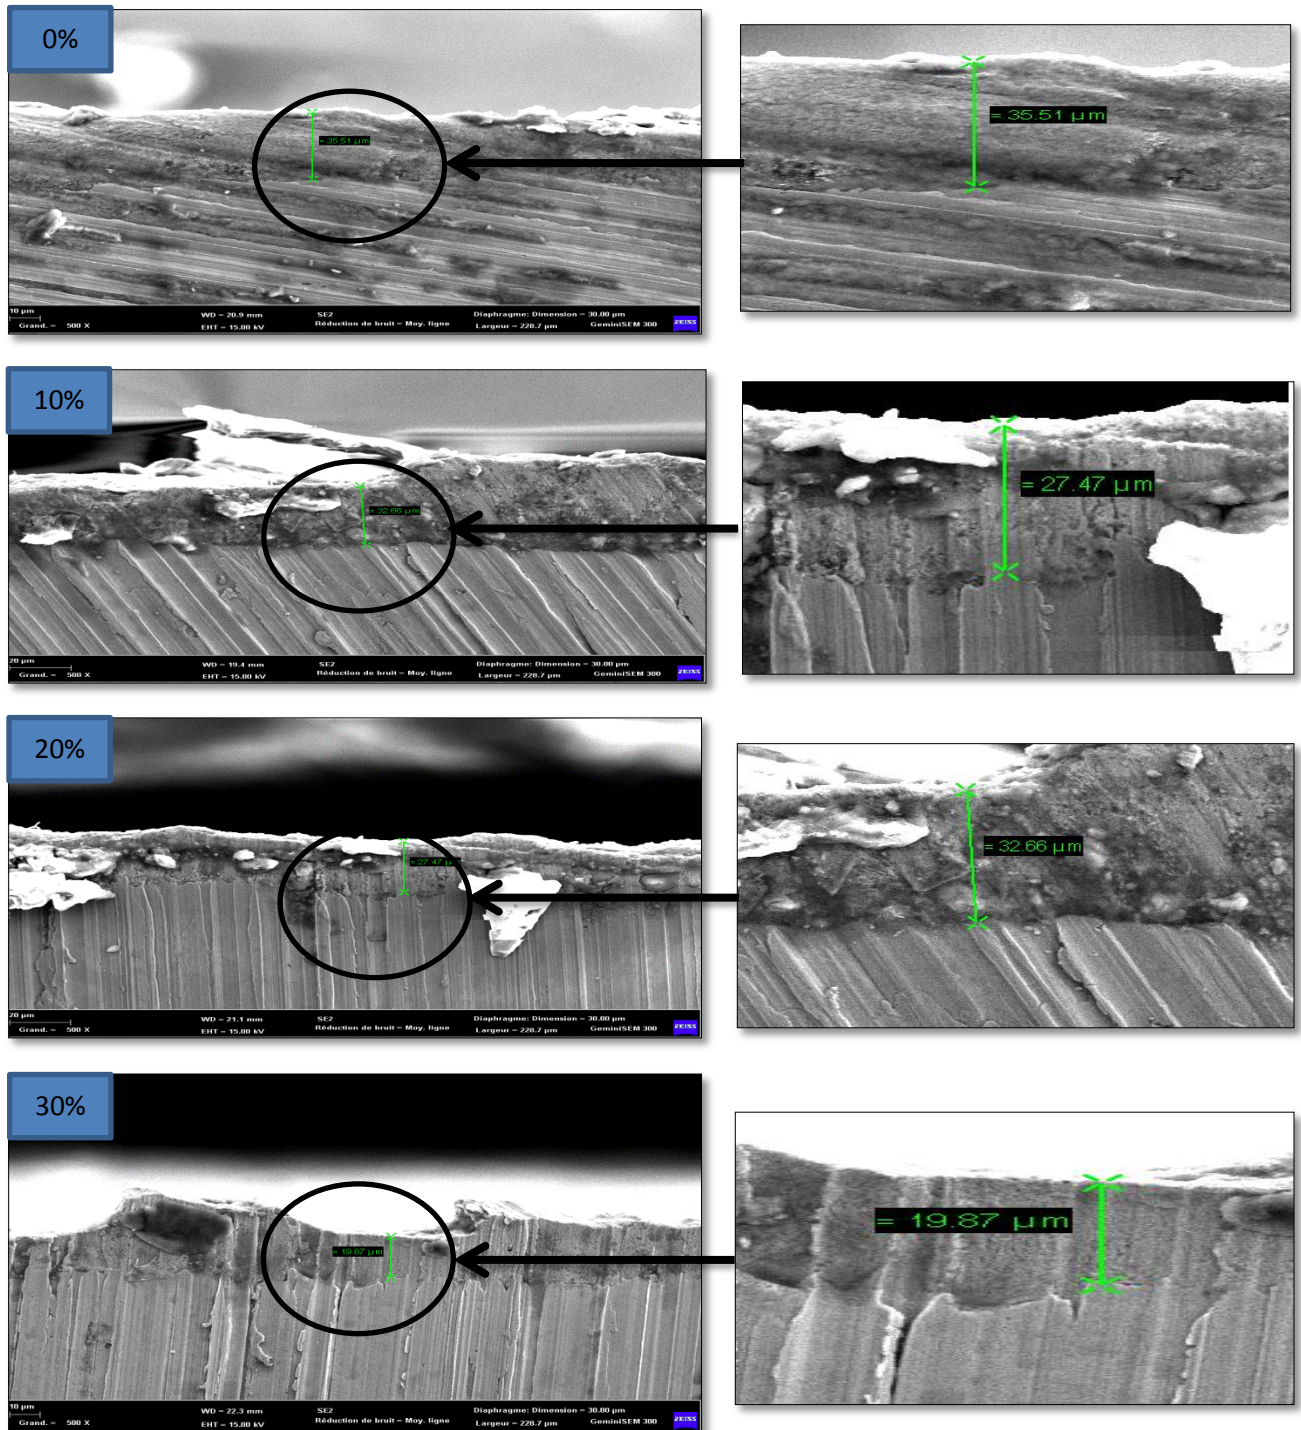 0%
= 35.51 µm
10 µm
Grand. = 500 X
WD = 20.9 mm
EHT = 15.00 kV
SE2
Réduction de bruit = Moy. ligne
Diaphragme: Dimension = 30.00 µm
Largeur = 228.7 µm GeminiSEM 300
ZEISS
= 35.51 µm
10%
= 32.66 µm
20 µm
Grand. = 500 X
WD = 19.4 mm
EHT = 15.00 kV
SE2
Réduction de bruit = Moy. ligne
Diaphragme: Dimension = 30.00 µm
Largeur = 228.7 µm GeminiSEM 300
ZEISS
= 27.47 µm
20%
= 27.47 µm
20 µm
Grand. = 500 X
WD = 21.1 mm
EHT = 15.00 kV
SE2
Réduction de bruit = Moy. ligne
Diaphragme: Dimension = 30.00 µm
Largeur = 228.7 µm GeminiSEM 300
ZEISS
= 32.66 µm
30%
= 19.87 µm
10 µm
Grand. = 500 X
WD = 22.3 mm
EHT = 15.00 kV
SE2
Réduction de bruit = Moy. ligne
Diaphragme: Dimension = 30.00 µm
Largeur = 228.7 µm GeminiSEM 300
ZEISS
= 19.87 µm